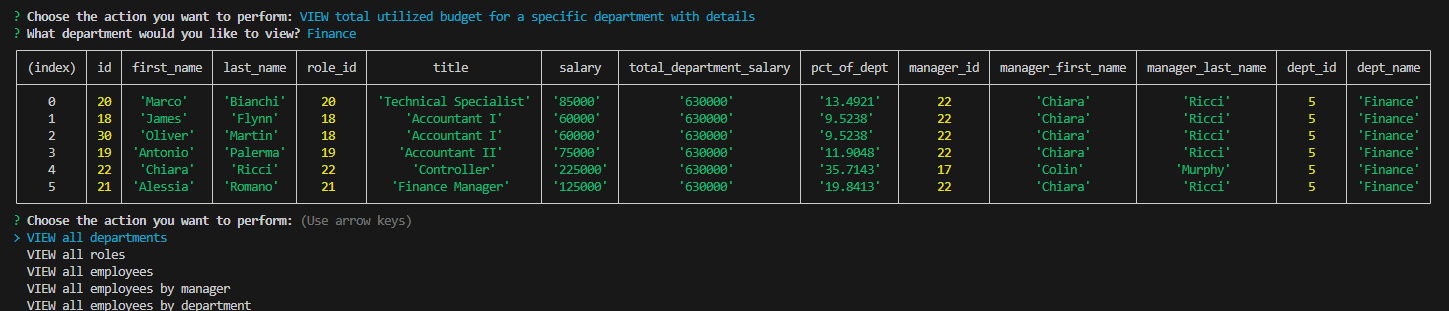 ? Choose the action you want to perform: VIEW total utilized budget for a specific department with details
? What department would you like to view? Finance
(index) id first_name last_name role_id title salary total_department_salary pct_of_dept manager_id manager_first_name manager_last_name dept_id dept_name
0 20 'Marco' 'Bianchi' 20 'Technical Specialist' '85000' '630000' '13.4921' 22 'Chiara' 'Ricci' 5 'Finance'
1 18 'James' 'Flynn' 18 'Accountant I' '60000' '630000' '9.5238' 22 'Chiara' 'Ricci' 5 'Finance'
2 30 'Oliver' 'Martin' 18 'Accountant I' '60000' '630000' '9.5238' 22 'Chiara' 'Ricci' 5 'Finance'
3 19 'Antonio' 'Palerma' 19 'Accountant II' '75000' '630000' '11.9048' 22 'Chiara' 'Ricci' 5 'Finance'
4 22 'Chiara' 'Ricci' 22 'Controller' '225000' '630000' '35.7143' 17 'Colin' 'Murphy' 5 'Finance'
5 21 'Alessia' 'Romano' 21 'Finance Manager' '125000' '630000' '19.8413' 22 'Chiara' 'Ricci' 5 'Finance'
? Choose the action you want to perform: (Use arrow keys)
> VIEW all departments
VIEW all roles
VIEW all employees
VIEW all employees by manager
VIEW all employees by department